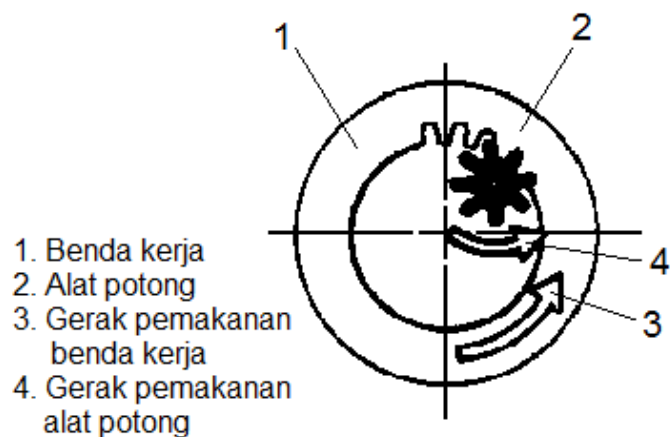 1
2
1. Benda kerja
2. Alat potong
3. Gerak pemakanan
benda kerja
4. Gerak pemakanan
alat potong
4
3